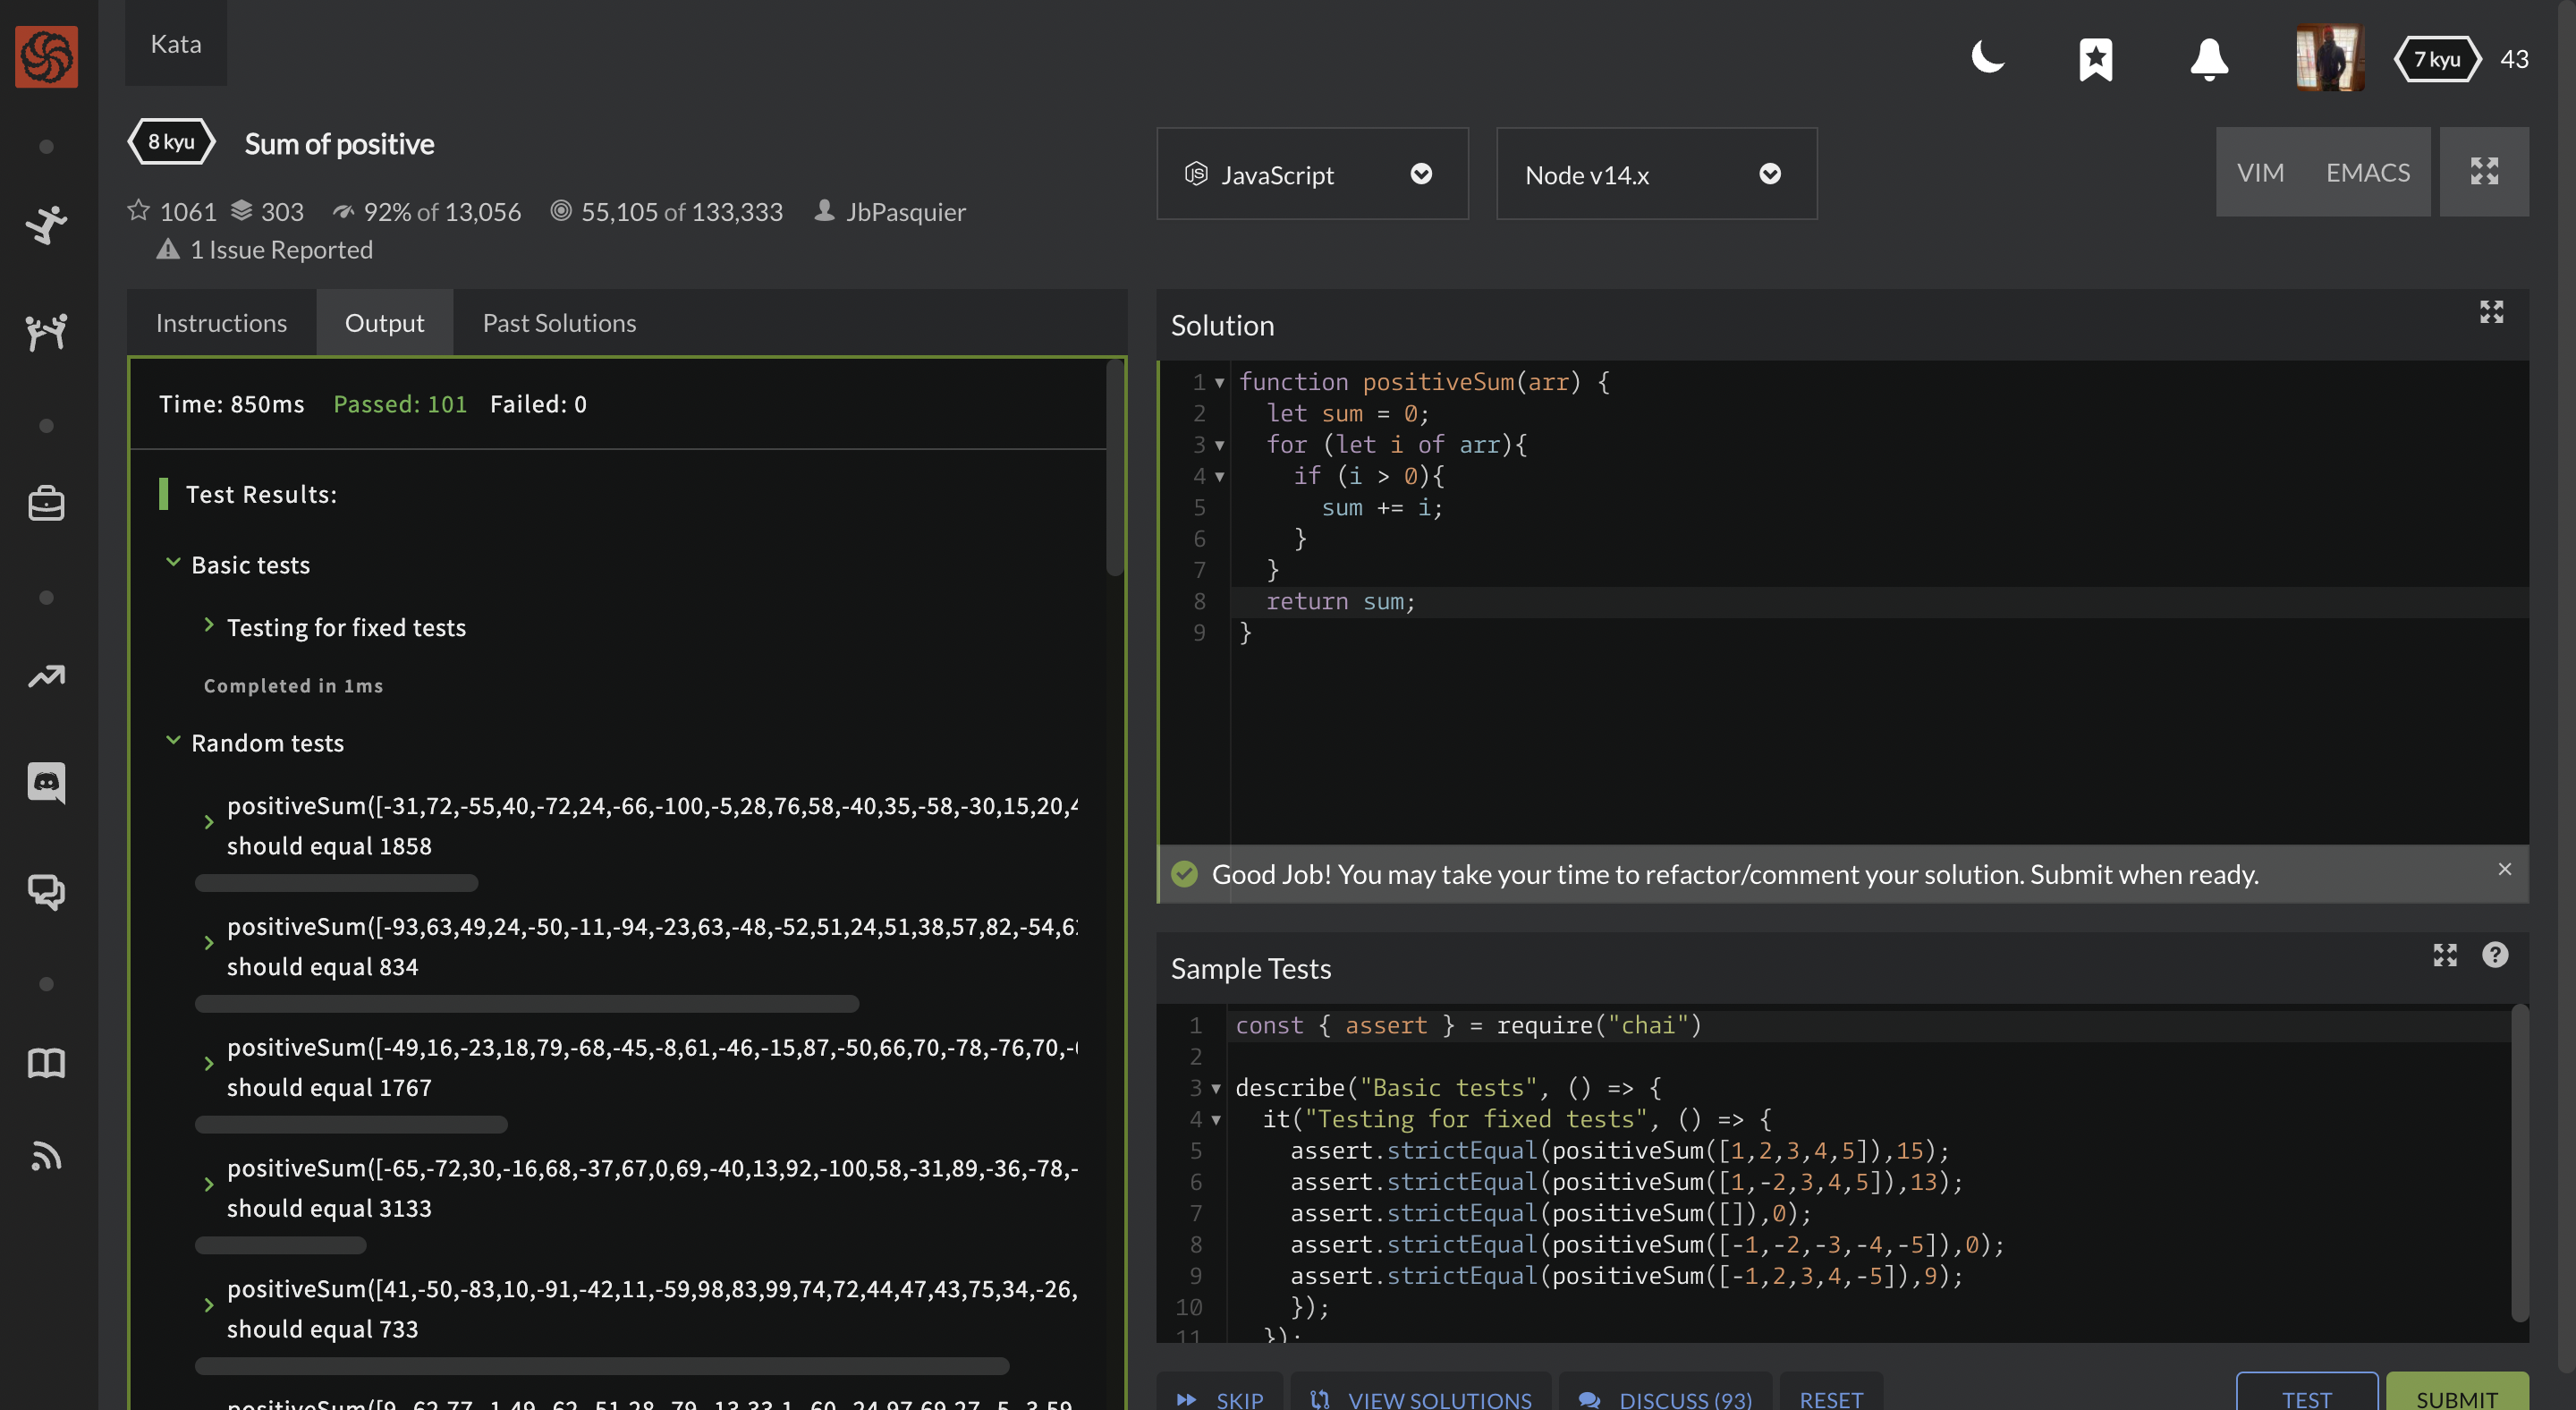 Kata
7 kyu 43
8 kyu Sum of positive
1061 303 92% of 13,056 55,105 of 133,333 JbPasquier
1 Issue Reported
JavaScript
Node v14.x
VIM EMACS
Instructions Output Past Solutions
Time: 850ms Passed: 101 Failed: 0
Test Results:
Basic tests
Testing for fixed tests
Completed in 1ms
Random tests
positiveSum([-31,72,-55,40,-72,24,-66,-100,-5,28,76,58,-40,35,-58,-30,15,20,4
should equal 1858
positiveSum([-93,63,49,24,-50,-11,-94,-23,63,-48,-52,51,24,51,38,57,82,-54,6
should equal 834
positiveSum([-49,16,-23,18,79,-68,-45,-8,61,-46,-15,87,-50,66,70,-78,-76,70,-
should equal 1767
positiveSum([-65,-72,30,-16,68,-37,67,0,69,-40,13,92,-100,58,-31,89,-36,-78,-
should equal 3133
positiveSum([41,-50,-83,10,-91,-42,11,-59,98,83,99,74,72,44,47,43,75,34,-26,
should equal 733
Solution
1 function positiveSum(arr) {
2 let sum = 0;
3 for (let i of arr){
4 if (i > 0){
5 sum += i;
6 }
7 }
8 return sum;
9 }
Good Job! You may take your time to refactor/comment your solution. Submit when ready.
Sample Tests
1 const { assert } = require("chai")
2
3 describe("Basic tests", () => {
4 it("Testing for fixed tests", () => {
5 assert.strictEqual(positiveSum([1,2,3,4,5]),15);
6 assert.strictEqual(positiveSum([1,-2,3,4,5]),13);
7 assert.strictEqual(positiveSum([]),0);
8 assert.strictEqual(positiveSum([-1,-2,-3,-4,-5]),0);
9 assert.strictEqual(positiveSum([-1,2,3,4,-5]),9);
10 });
11 });
SKIP VIEW SOLUTIONS DISCUSS (93) RESET TEST SUBMIT